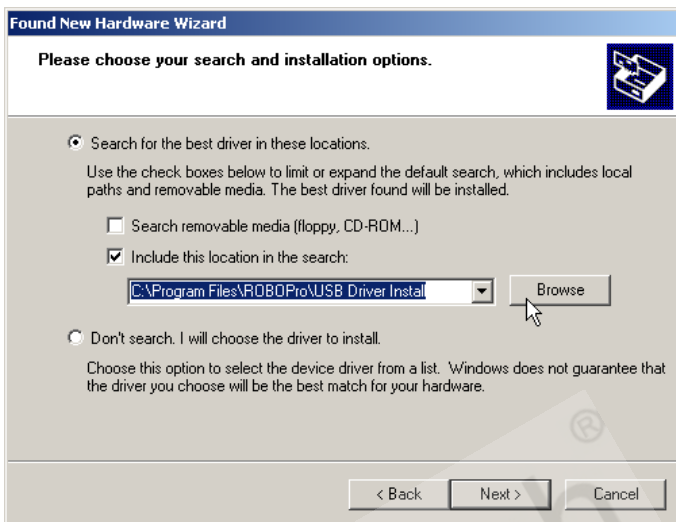 Found New Hardware Wizard
Please choose your search and installation options.
Search for the best driver in these locations.
Use the check boxes below to limit or expand the default search, which includes local
paths and removable media. The best driver found will be installed.
Search removable media (floppy, CD-ROM...)
Include this location in the search:
C:\Program Files\ROBOPro\USB Driver Install
Browse
Don't search. I will choose the driver to install.
Choose this option to select the device driver from a list. Windows does not guarantee that
the driver you choose will be the best match for your hardware.
®
< Back
Next >
Cancel